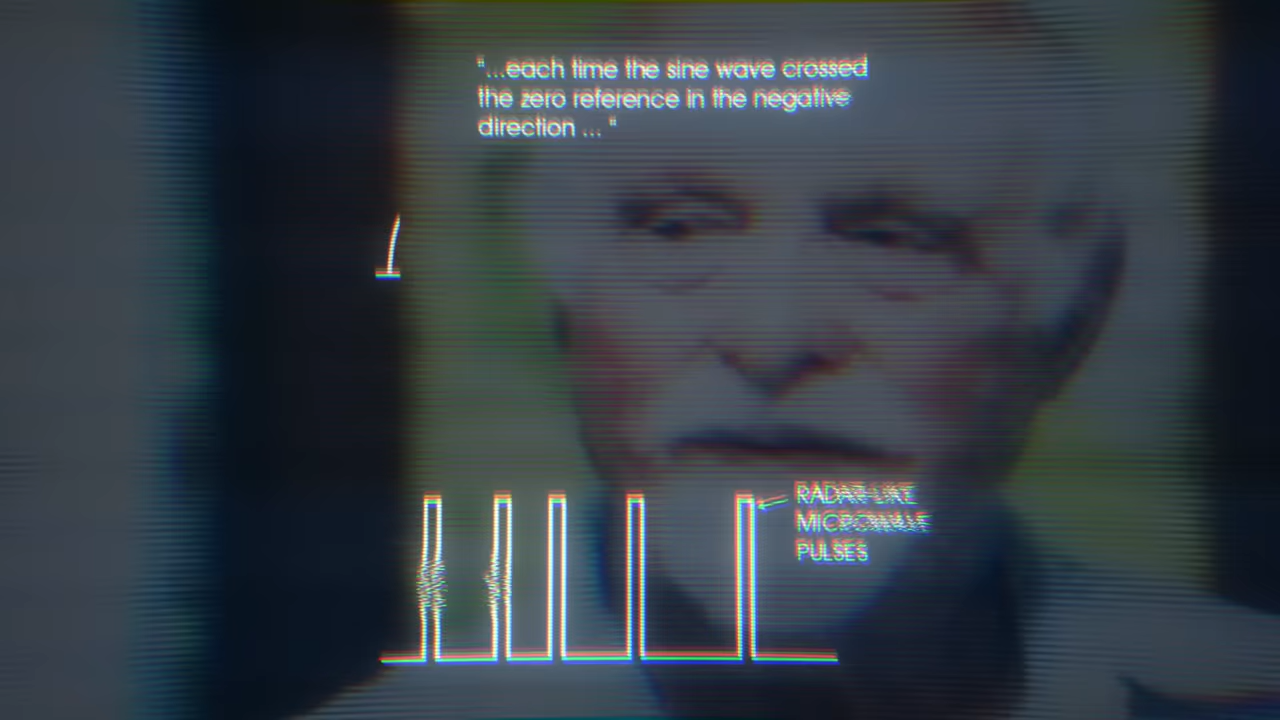 "...each time the sine wave crossed
the zero reference in the negative
direction ... "
RADAR-LIKE
MICROWAVE
PULSES